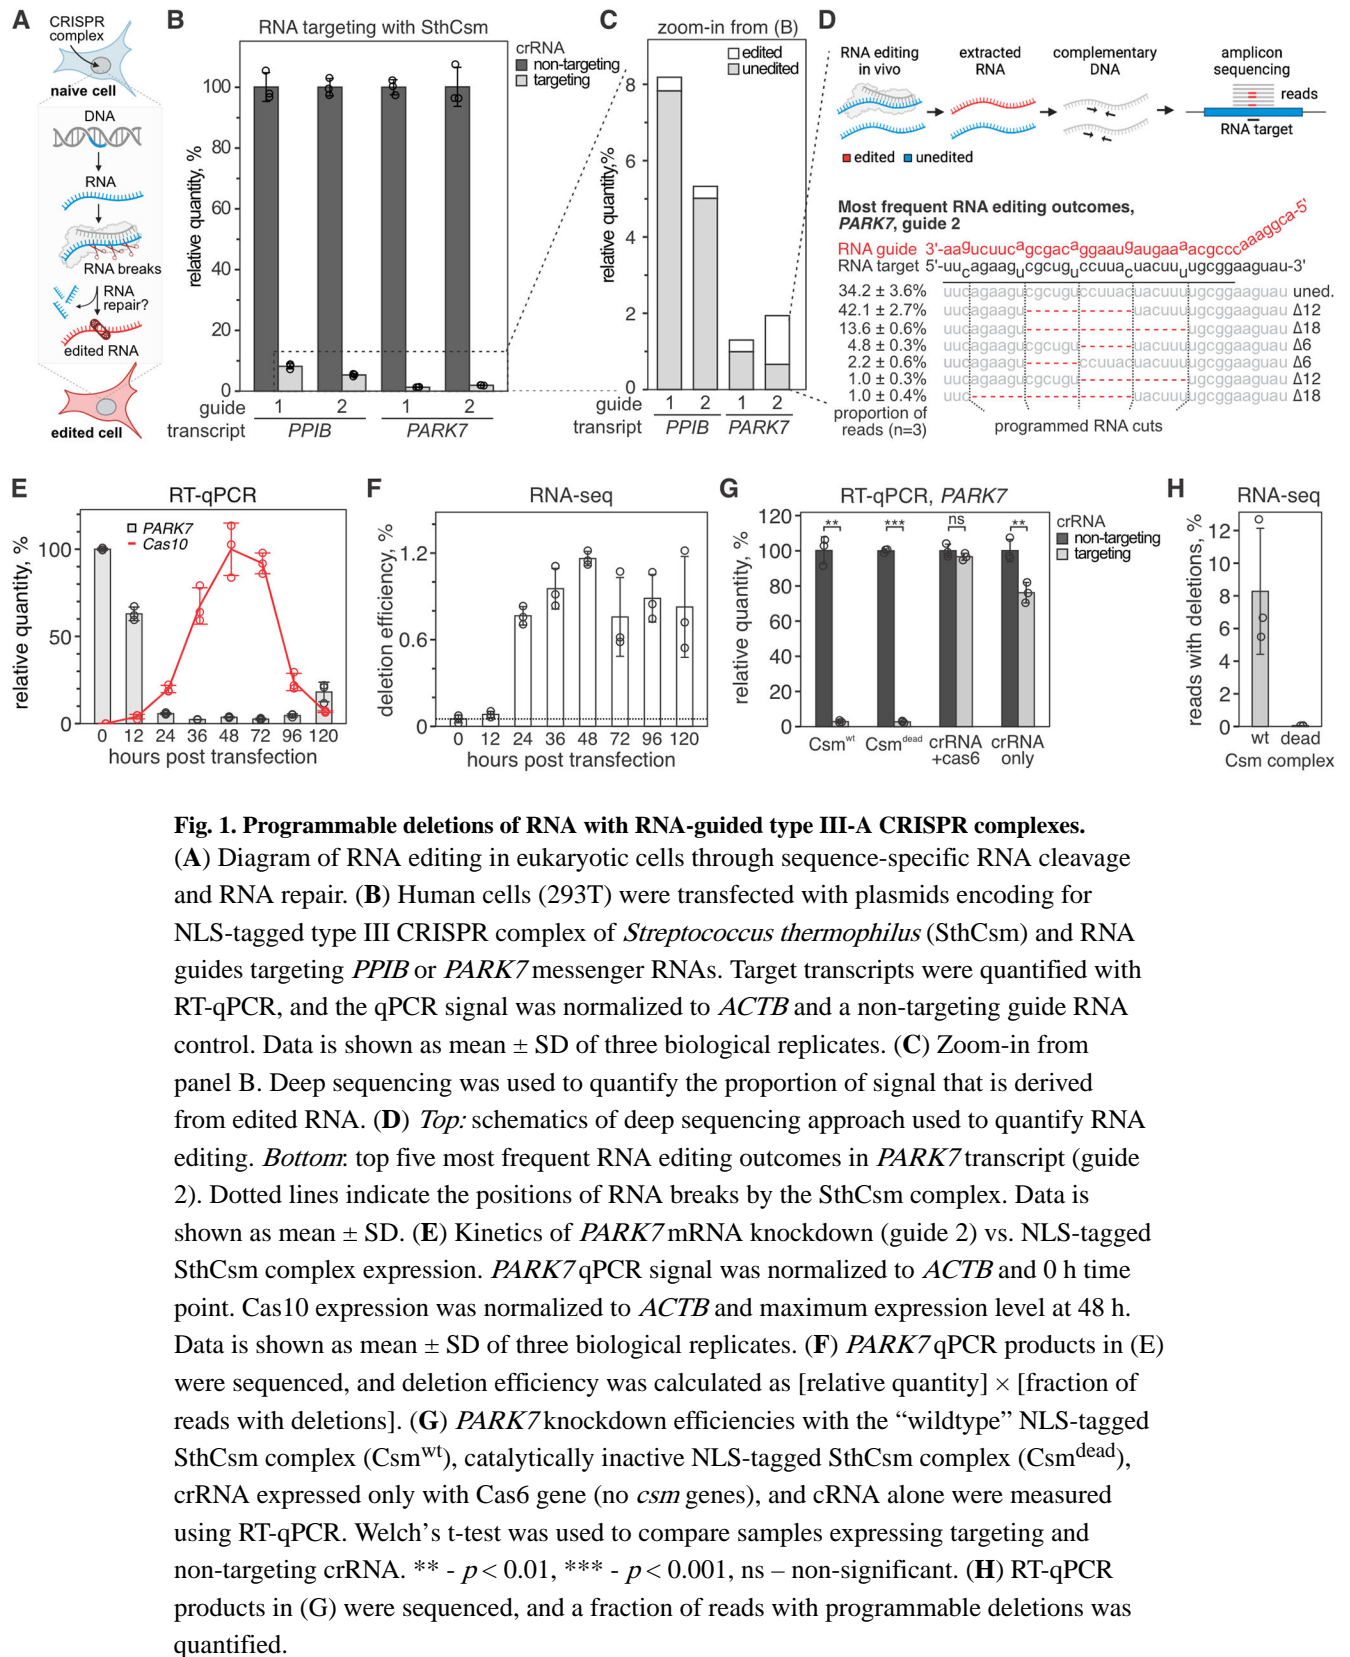 A
CRISPR
complex
naive cell
DNA
RNA
RNA breaks
RNA
repair?
edited RNA
edited cell
B
RNA targeting with SthCsm
crRNA
non-targeting
targeting
relative quantity, %
100
80
60
40
20
0
guide 1 2 1 2
transcript PPIB PARK7
C
zoom-in from (B)
edited
unedited
relative quantity,%
8
6
4
2
0
guide 1 2 1 2
transcript PPIB PARK7
D
RNA editing
in vivo
extracted
RNA
complementary
DNA
amplicon
sequencing
reads
RNA target
edited unedited
Most frequent RNA editing outcomes,
PARK7, guide 2
RNA guide 3'-aagucuucagcgacaggaaugaugaaaacgcccaaaggca-5'
RNA target 5'-uucagaagucgcuguccuuacuacuuuugcggaaguau-3'
34.2 ± 3.6% uucagaagucgcuguccuuacuacuuuugcggaaguau uned.
42.1 ± 2.7% uucagaagu------------uacuuuugcggaaguau Δ12
13.6 ± 0.6% uucagaagu------------------ugcggaaguau Δ18
4.8 ± 0.3% uucagaagucgcugu------uacuuuugcggaaguau Δ6
2.2 ± 0.6% uucagaagu------ccuuacuacuuuugcggaaguau Δ6
1.0 ± 0.3% uucagaagucgcugu------------ugcggaaguau Δ12
1.0 ± 0.4% uuc------------------uacuuuugcggaaguau Δ18
proportion of
reads (n=3)
programmed RNA cuts
E
RT-qPCR
PARK7
Cas10
relative quantity, %
100
50
0
0 12 24 36 48 72 96 120
hours post transfection
F
RNA-seq
deletion efficiency, %
1.2
0.6
0
0 12 24 36 48 72 96 120
hours post transfection
G
RT-qPCR, PARK7
crRNA
non-targeting
targeting
relative quantity, %
120
100
80
60
40
20
0
** *** ns **
Csmwt Csmdead crRNA +cas6 crRNA only
H
RNA-seq
reads with deletions, %
12
10
8
6
4
2
0
wt dead
Csm complex
Fig. 1. Programmable deletions of RNA with RNA-guided type III-A CRISPR complexes.
(A) Diagram of RNA editing in eukaryotic cells through sequence-specific RNA cleavage
and RNA repair. (B) Human cells (293T) were transfected with plasmids encoding for
NLS-tagged type III CRISPR complex of Streptococcus thermophilus (SthCsm) and RNA
guides targeting PPIB or PARK7 messenger RNAs. Target transcripts were quantified with
RT-qPCR, and the qPCR signal was normalized to ACTB and a non-targeting guide RNA
control. Data is shown as mean ± SD of three biological replicates. (C) Zoom-in from
panel B. Deep sequencing was used to quantify the proportion of signal that is derived
from edited RNA. (D) Top: schematics of deep sequencing approach used to quantify RNA
editing. Bottom: top five most frequent RNA editing outcomes in PARK7 transcript (guide
2). Dotted lines indicate the positions of RNA breaks by the SthCsm complex. Data is
shown as mean ± SD. (E) Kinetics of PARK7 mRNA knockdown (guide 2) vs. NLS-tagged
SthCsm complex expression. PARK7 qPCR signal was normalized to ACTB and 0 h time
point. Cas10 expression was normalized to ACTB and maximum expression level at 48 h.
Data is shown as mean ± SD of three biological replicates. (F) PARK7 qPCR products in (E)
were sequenced, and deletion efficiency was calculated as [relative quantity] × [fraction of
reads with deletions]. (G) PARK7 knockdown efficiencies with the “wildtype” NLS-tagged
SthCsm complex (Csmwt), catalytically inactive NLS-tagged SthCsm complex (Csmdead),
crRNA expressed only with Cas6 gene (no csm genes), and cRNA alone were measured
using RT-qPCR. Welch’s t-test was used to compare samples expressing targeting and
non-targeting crRNA. ** - p < 0.01, *** - p < 0.001, ns – non-significant. (H) RT-qPCR
products in (G) were sequenced, and a fraction of reads with programmable deletions was
quantified.